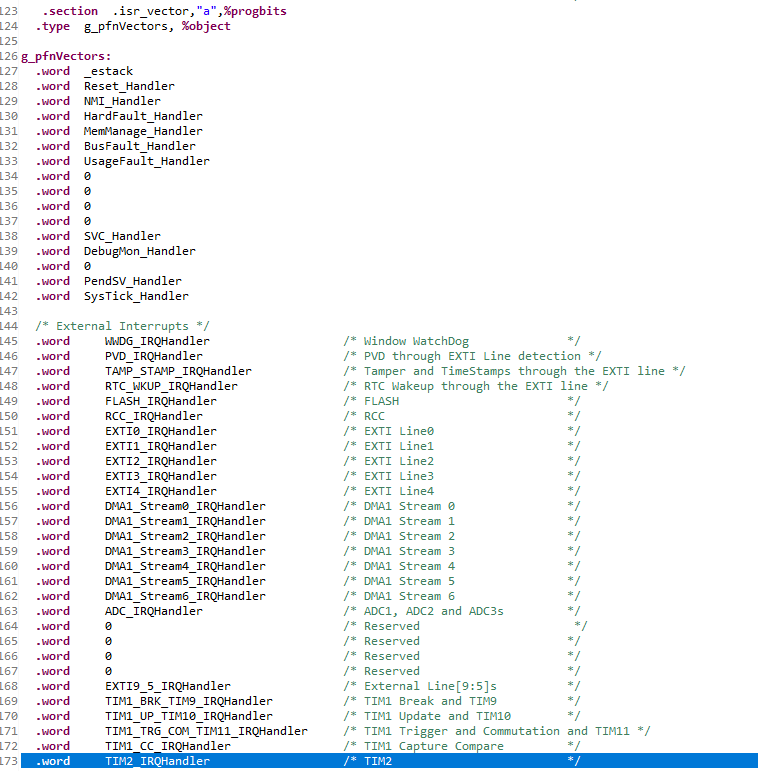 123 .section .isr_vector,"a",%progbits
124 .type g_pfnVectors, %object
125
126 g_pfnVectors:
127 .word _estack
128 .word Reset_Handler
129 .word NMI_Handler
130 .word HardFault_Handler
131 .word MemManage_Handler
132 .word BusFault_Handler
133 .word UsageFault_Handler
134 .word 0
135 .word 0
136 .word 0
137 .word 0
138 .word SVC_Handler
139 .word DebugMon_Handler
140 .word 0
141 .word PendSV_Handler
142 .word SysTick_Handler
143
144 /* External Interrupts */
145 .word WWDG_IRQHandler /* Window WatchDog */
146 .word PVD_IRQHandler /* PVD through EXTI Line detection */
147 .word TAMP_STAMP_IRQHandler /* Tamper and TimeStamps through the EXTI line */
148 .word RTC_WKUP_IRQHandler /* RTC Wakeup through the EXTI line */
149 .word FLASH_IRQHandler /* FLASH */
150 .word RCC_IRQHandler /* RCC */
151 .word EXTI0_IRQHandler /* EXTI Line0 */
152 .word EXTI1_IRQHandler /* EXTI Line1 */
153 .word EXTI2_IRQHandler /* EXTI Line2 */
154 .word EXTI3_IRQHandler /* EXTI Line3 */
155 .word EXTI4_IRQHandler /* EXTI Line4 */
156 .word DMA1_Stream0_IRQHandler /* DMA1 Stream 0 */
157 .word DMA1_Stream1_IRQHandler /* DMA1 Stream 1 */
158 .word DMA1_Stream2_IRQHandler /* DMA1 Stream 2 */
159 .word DMA1_Stream3_IRQHandler /* DMA1 Stream 3 */
160 .word DMA1_Stream4_IRQHandler /* DMA1 Stream 4 */
161 .word DMA1_Stream5_IRQHandler /* DMA1 Stream 5 */
162 .word DMA1_Stream6_IRQHandler /* DMA1 Stream 6 */
163 .word ADC_IRQHandler /* ADC1, ADC2 and ADC3s */
164 .word 0 /* Reserved */
165 .word 0 /* Reserved */
166 .word 0 /* Reserved */
167 .word 0 /* Reserved */
168 .word EXTI9_5_IRQHandler /* External Line[9:5]s */
169 .word TIM1_BRK_TIM9_IRQHandler /* TIM1 Break and TIM9 */
170 .word TIM1_UP_TIM10_IRQHandler /* TIM1 Update and TIM10 */
171 .word TIM1_TRG_COM_TIM11_IRQHandler /* TIM1 Trigger and Commutation and TIM11 */
172 .word TIM1_CC_IRQHandler /* TIM1 Capture Compare */
173 .word TIM2_IRQHandler /* TIM2 */